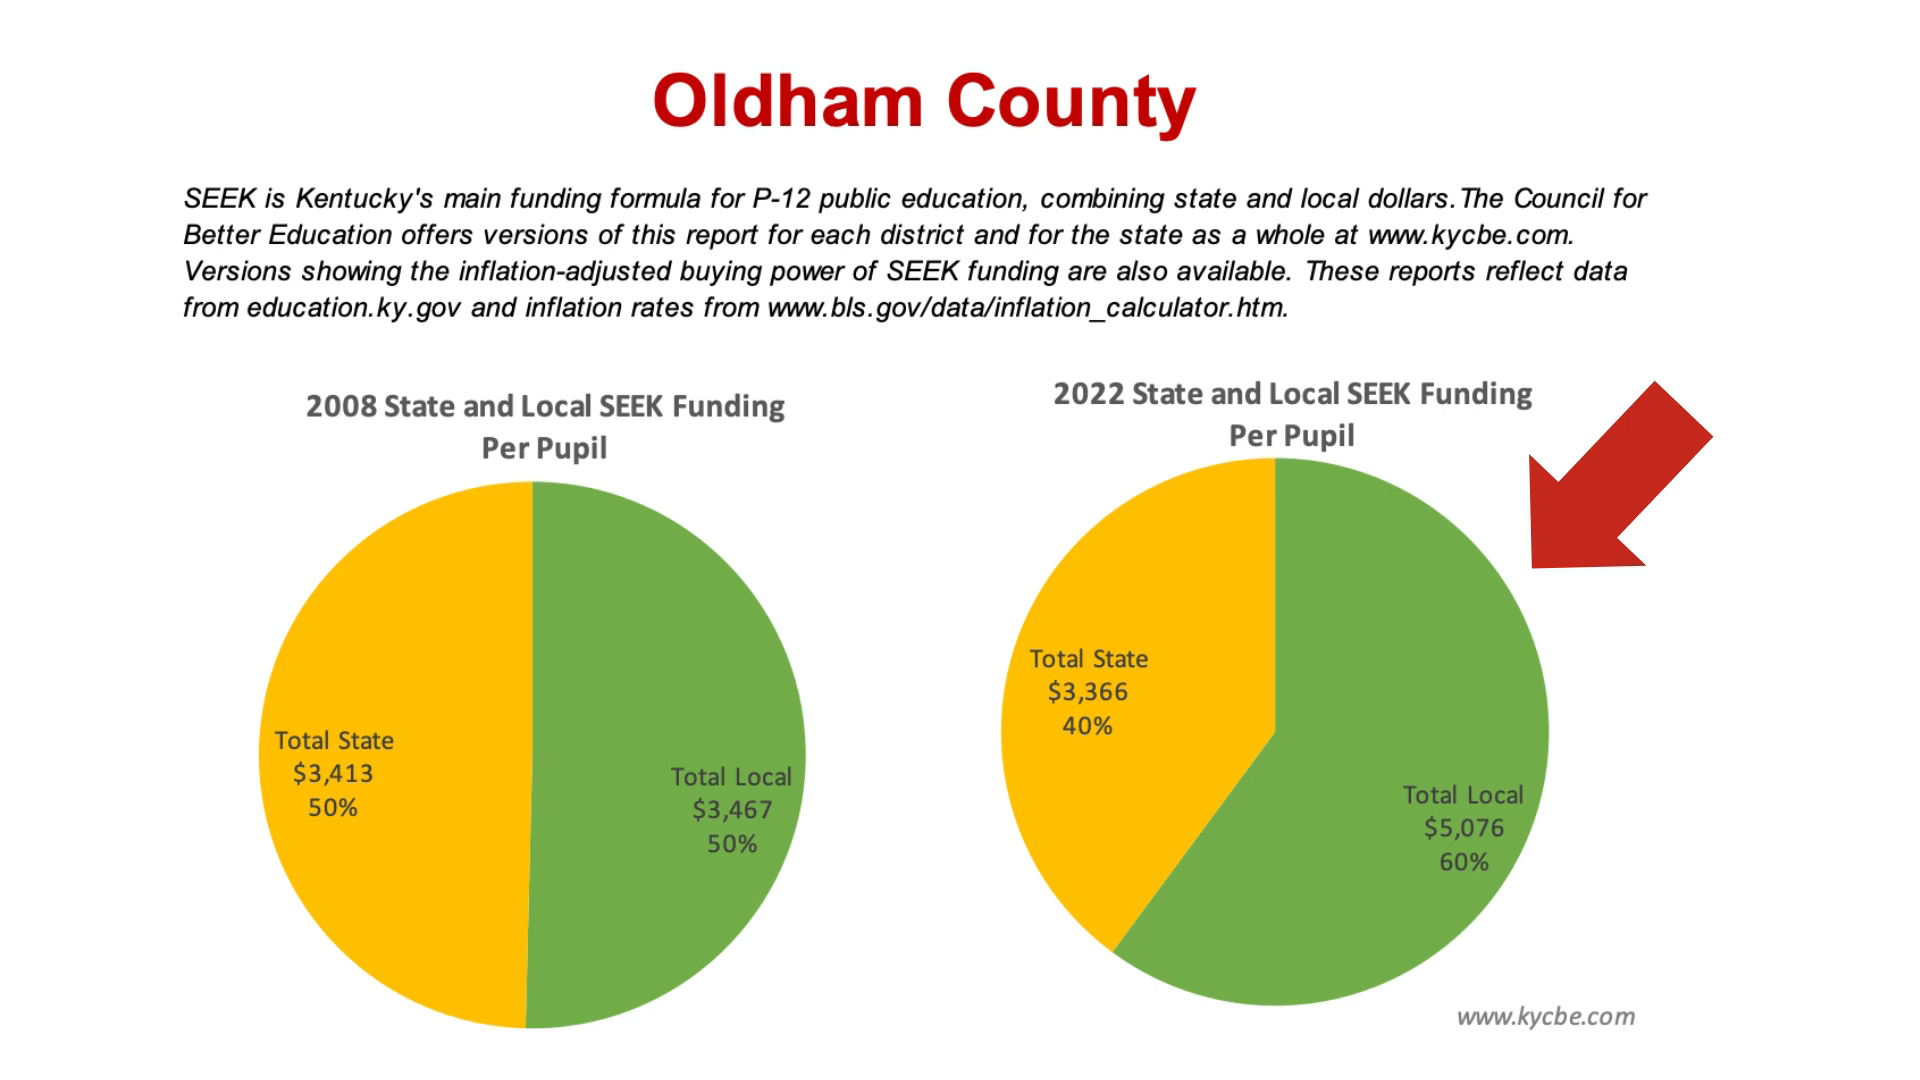 Oldham County
SEEK is Kentucky's main funding formula for P-12 public education, combining state and local dollars.The Council for
Better Education offers versions of this report for each district and for the state as a whole at www.kycbe.com.
Versions showing the inflation-adjusted buying power of SEEK funding are also available. These reports reflect data
from education.ky.gov and inflation rates from www.bls.gov/data/inflation_calculator.htm.
2008 State and Local SEEK Funding
Per Pupil
Total State
$3,413
50%
Total Local
$3,467
50%
2022 State and Local SEEK Funding
Per Pupil
Total State
$3,366
40%
Total Local
$5,076
60%
www.kycbe.com